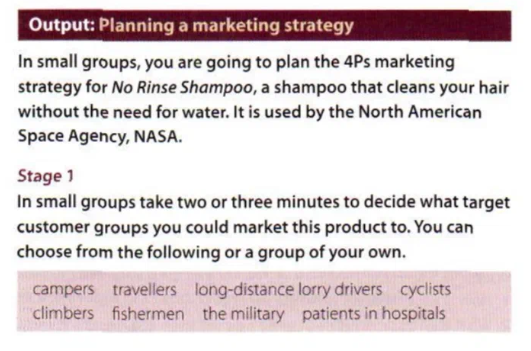 Output: Planning a marketing strategy
In small groups, you are going to plan the 4Ps marketing
strategy for No Rinse Shampoo, a shampoo that cleans your hair
without the need for water. It is used by the North American
Space Agency, NASA.
Stage 1
In small groups take two or three minutes to decide what target
customer groups you could market this product to. You can
choose from the following or a group of your own.
campers travellers long-distance lorry drivers cyclists
climbers fishermen the military patients in hospitals